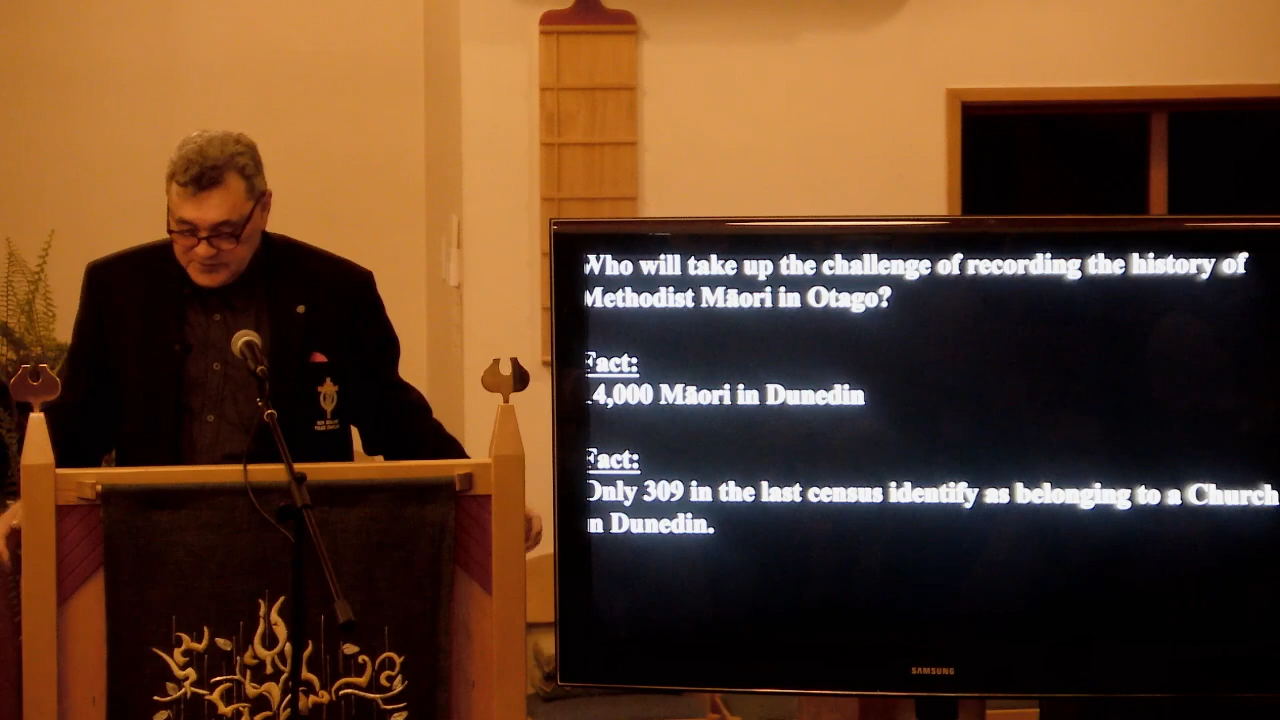 Who will take up the challenge of recording the history of
Methodist Māori in Otago?
Fact:
4,000 Māori in Dunedin
Fact:
Only 309 in the last census identify as belonging to a Church
in Dunedin.
SAMSUNG